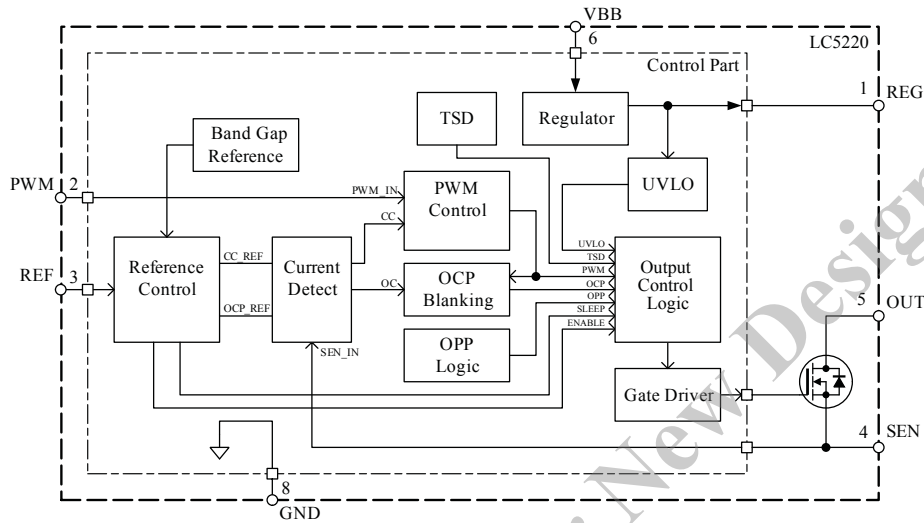 VBB
6
LC5220
Control Part
1
REG
TSD
Regulator
Band Gap
Reference
PWM
2
PWM_IN
PWM
Control
UVLO
CC
REF
3
Reference
Control
CC_REF
OCP_REF
Current
Detect
OC
OCP
Blanking
UVLO
TSD
PWM
OCP
OPP
SLEEP
ENABLE
Output
Control
Logic
5
OUT
SEN_IN
OPP
Logic
Gate Driver
4
SEN
8
GND
New Design